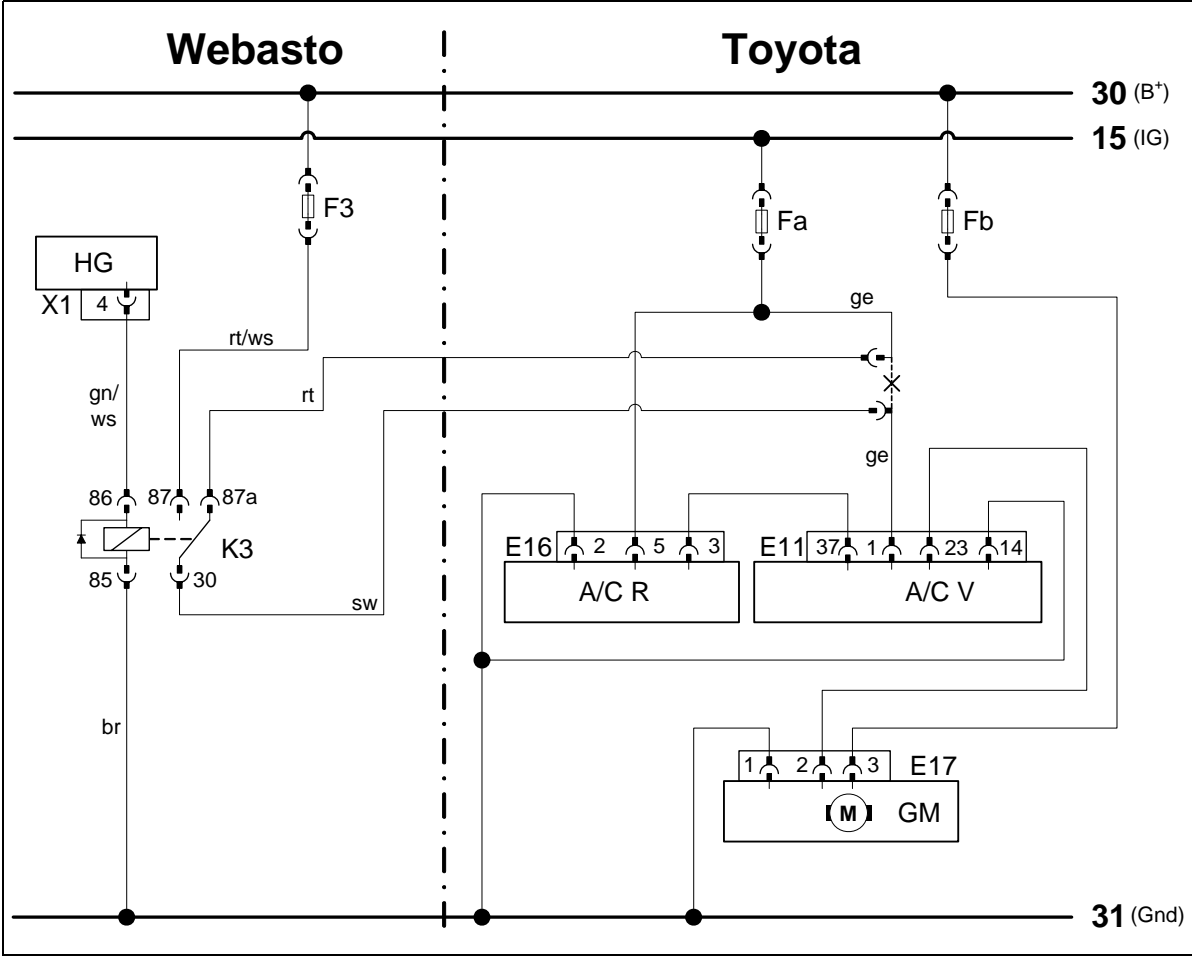 Webasto
Toyota
30 (B+)
15 (IG)
F3
Fa
Fb
HG
X1 4
ge
rt/ws
gn/
ws
rt
ge
86 87 87a
K3
85 30
sw
E16 2 5 3
E11 37 1 23 14
A/C R
A/C V
br
1 2 3 E17
M GM
31 (Gnd)